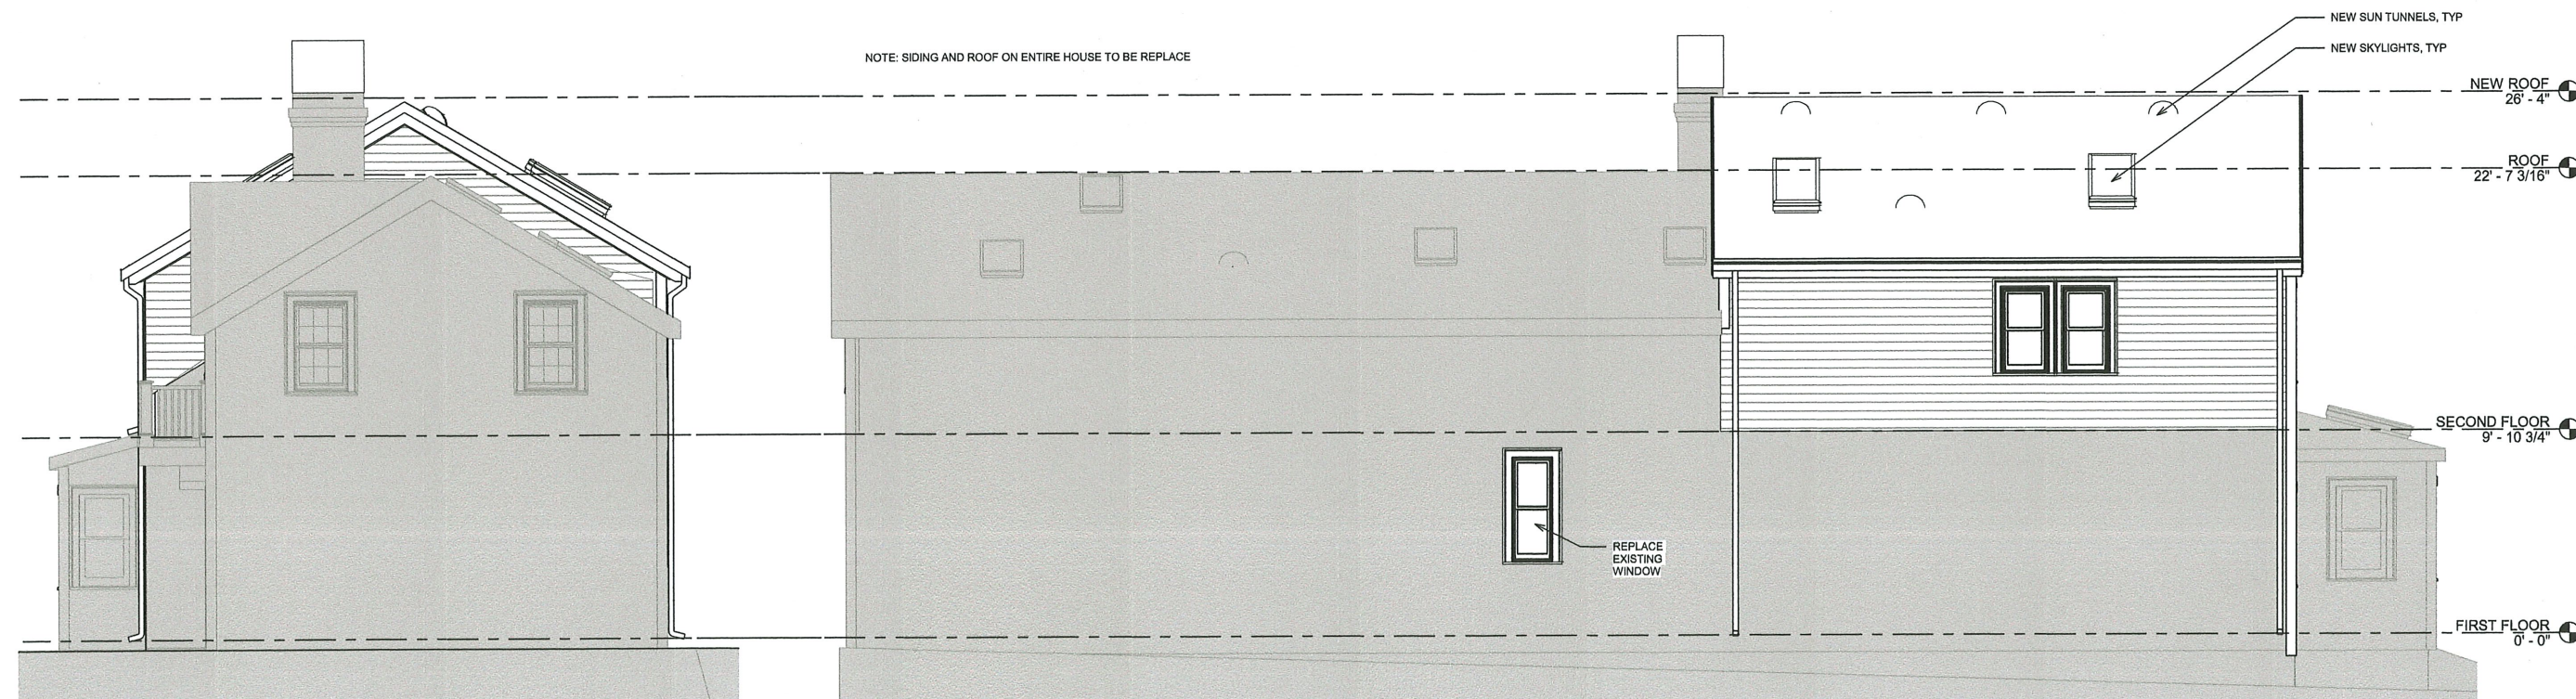 NEW SUN TUNNELS, TYP
NOTE: SIDING AND ROOF ON ENTIRE HOUSE TO BE REPLACE
NEW SKYLIGHTS, TYP
NEW ROOF
26' - 4"
ROOF
22' - 7 3/16"
SECOND FLOOR
9' - 10 3/4"
REPLACE
EXISTING
WINDOW
FIRST FLOOR
0' - 0"